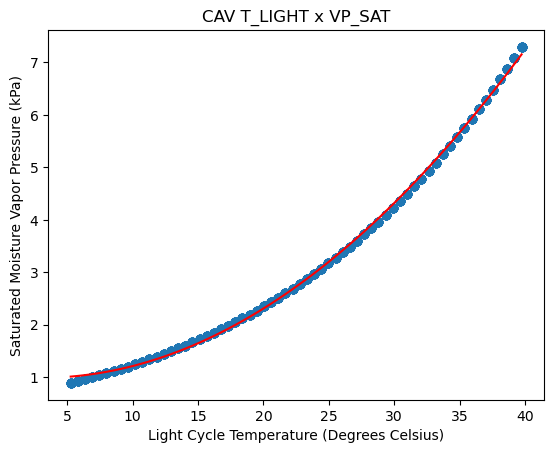 CAV T_LIGHT x VP_SAT
Saturated Moisture Vapor Pressure (kPa)
7
6
5
4
3
2
1
5 10 15 20 25 30 35 40
Light Cycle Temperature (Degrees Celsius)